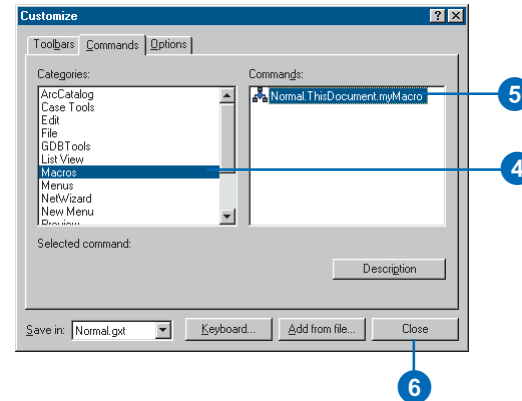 Customize
Toolbars Commands Options
Categories:
Commands:
ArcCatalog
Case Tools
Edit
File
GDBTools
List View
Macros
Menus
NetWizard
New Menu
Preview
Normal.ThisDocument.myMacro
5
4
Selected command:
Description
Save in: Normal.gxt Keyboard... Add from file... Close
6